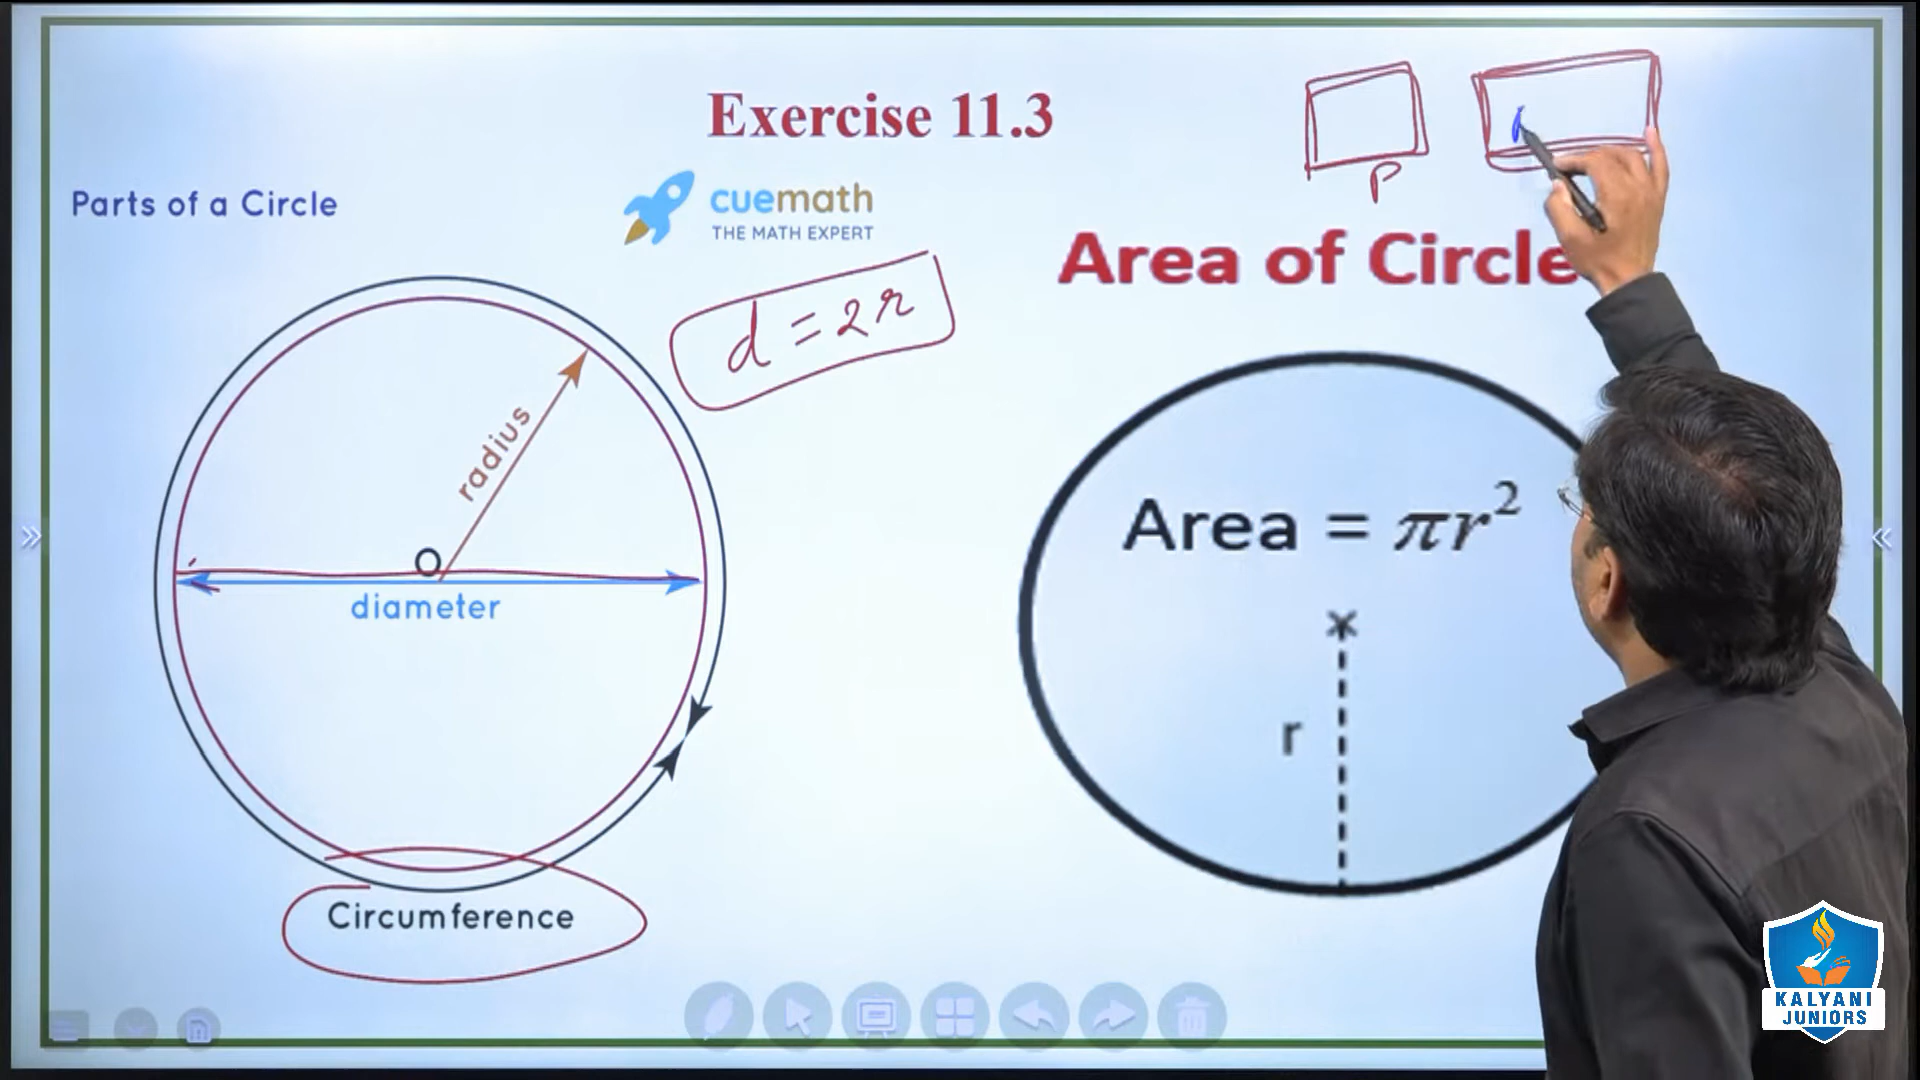 Exercise 11.3
P
Parts of a Circle
cuemath
THE MATH EXPERT
Area of Circle
d = 2r
radius
Area = πr²
O
diameter
r
Circumference
KALYANI
JUNIORS